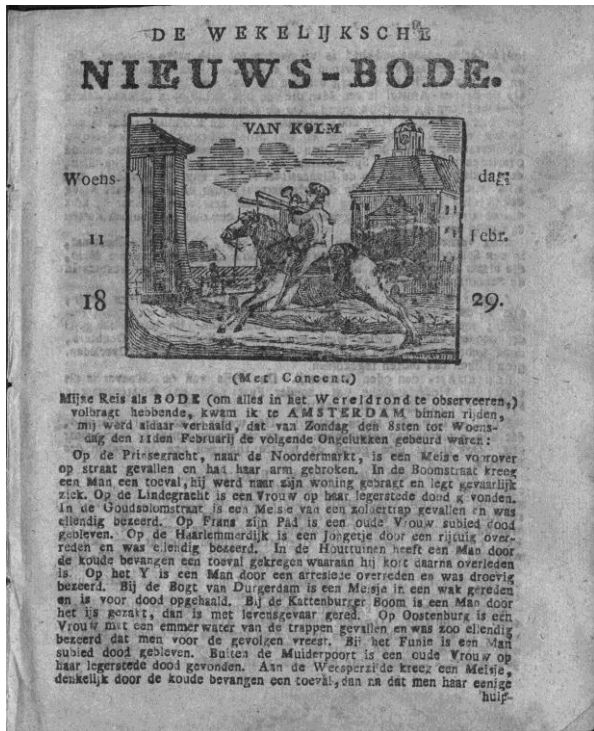 DE WEKELIJKSCHE
NIEUWS-BODE.
VAN KOLM
Woens- dag;
11 Febr.
18 29.
(Met Concent.)
Mijne Reis als BODE (om alles in het Wereldrond te observeeren,)
volbragt hebbende, kwam ik te AMSTERDAM binnen rijden,
mij werd aldaar verhaald, dat van Zondag den 8sten tot Woens-
dag den 11den Februarij de volgende Ongelukken gebeurd waren:
Op de Prinsegracht, naar de Noordermarkt, is een Meisje voorover
op straat gevallen en had haar arm gebroken. In de Boomstraat kreeg
een Man een toeval, hij werd naar zijn woning gebragt en legt gevaarlijk
ziek. Op de Lindegracht is een Vrouw op haar legerstede dood gevonden.
In de Goudsolomstraat is een Meisje van een zoldertrap gevallen en was
ellendig bezeerd. Op Frans zijn Pad is een oude Vrouw subied dood
gebleven. Op de Haarlemmerdijk is een Jongetje door een rijtuig over-
reden en was ellendig bezeerd. In de Houttuinen heeft een Man door
de koude bevangen een toeval gekregen waaraan hij kort daarna overleden
is. Op het Y is een Man door een arreslede overreden en was droevig
bezeerd. Bij de Bogt van Durgerdam is een Meisje in een wak gereden
en is voor dood opgehaald. Bij de Kattenburger Boom is een Man door
het ijs gezakt, dan is met levensgevaar gered. Op Oostenburg is een
Vrouw met een emmer water van de trappen gevallen en was zoo ellendig
bezeerd dat men voor de gevolgen vreest. Bij het Funie is een Man
subied dood gebleven. Buiten de Muiderpoort is een oude Vrouw op
haar legerstede dood gevonden. Aan de Weesperzijde kreeg een Meisje,
denkelijk door de koude bevangen een toeval, dan na dat men haar eenige
hulp-